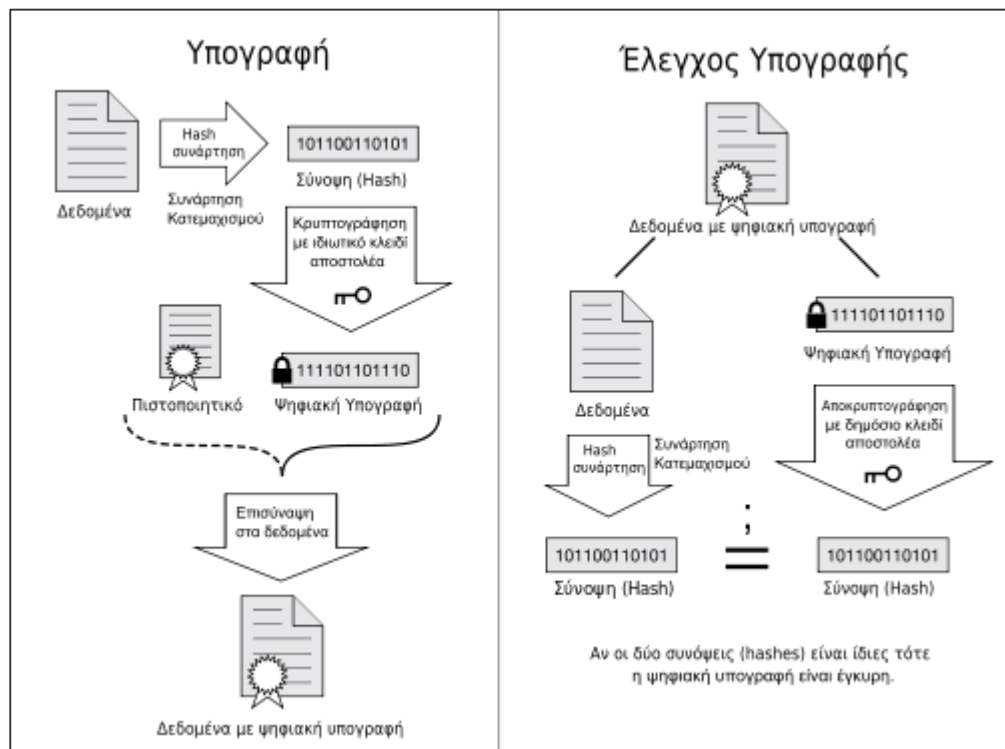 Υπογραφή
Hash
συνάρτηση
101100110101
Σύνοψη (Hash)
Δεδομένα
Συνάρτηση
Κατεμαχισμού
Κρυπτογράφηση
με ιδιωτικό κλειδί
αποστολέα
111101101110
Πιστοποιητικό
Ψηφιακή Υπογραφή
Επισύναψη
στα δεδομένα
Δεδομένα με ψηφιακή υπογραφή
Έλεγχος Υπογραφής
Δεδομένα με ψηφιακή υπογραφή
111101101110
Ψηφιακή Υπογραφή
Δεδομένα
Αποκρυπτογράφηση
με δημόσιο κλειδί
αποστολέα
Hash
συνάρτηση
Συνάρτηση
Κατεμαχισμού
;
101100110101
=
101100110101
Σύνοψη (Hash)
Σύνοψη (Hash)
Αν οι δύο συνόψεις (hashes) είναι ίδιες τότε
η ψηφιακή υπογραφή είναι έγκυρη.